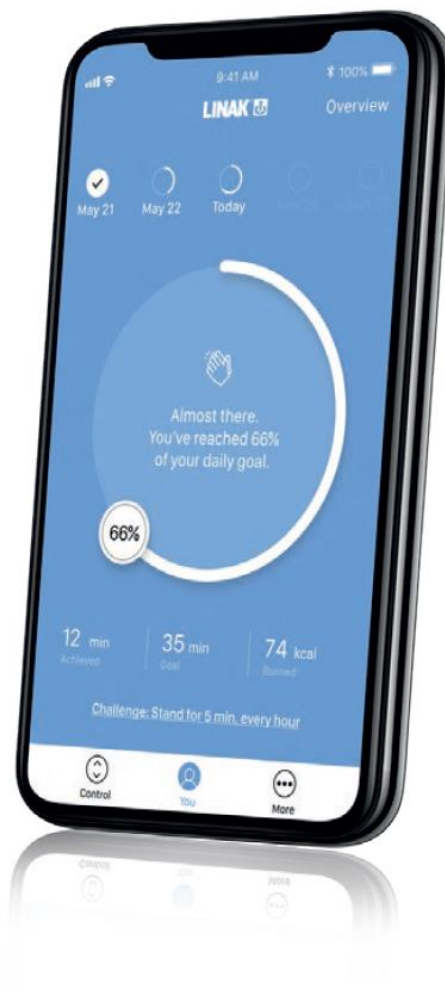 9:41 AM
100%
LINAK
Overview
May 21
May 22
Today
Almost there.
You've reached 66%
of your daily goal.
66%
12 min
Achieved
35 min
Goal
74 kcal
Burned
Challenge: Stand for 5 min. every hour
Control
You
More